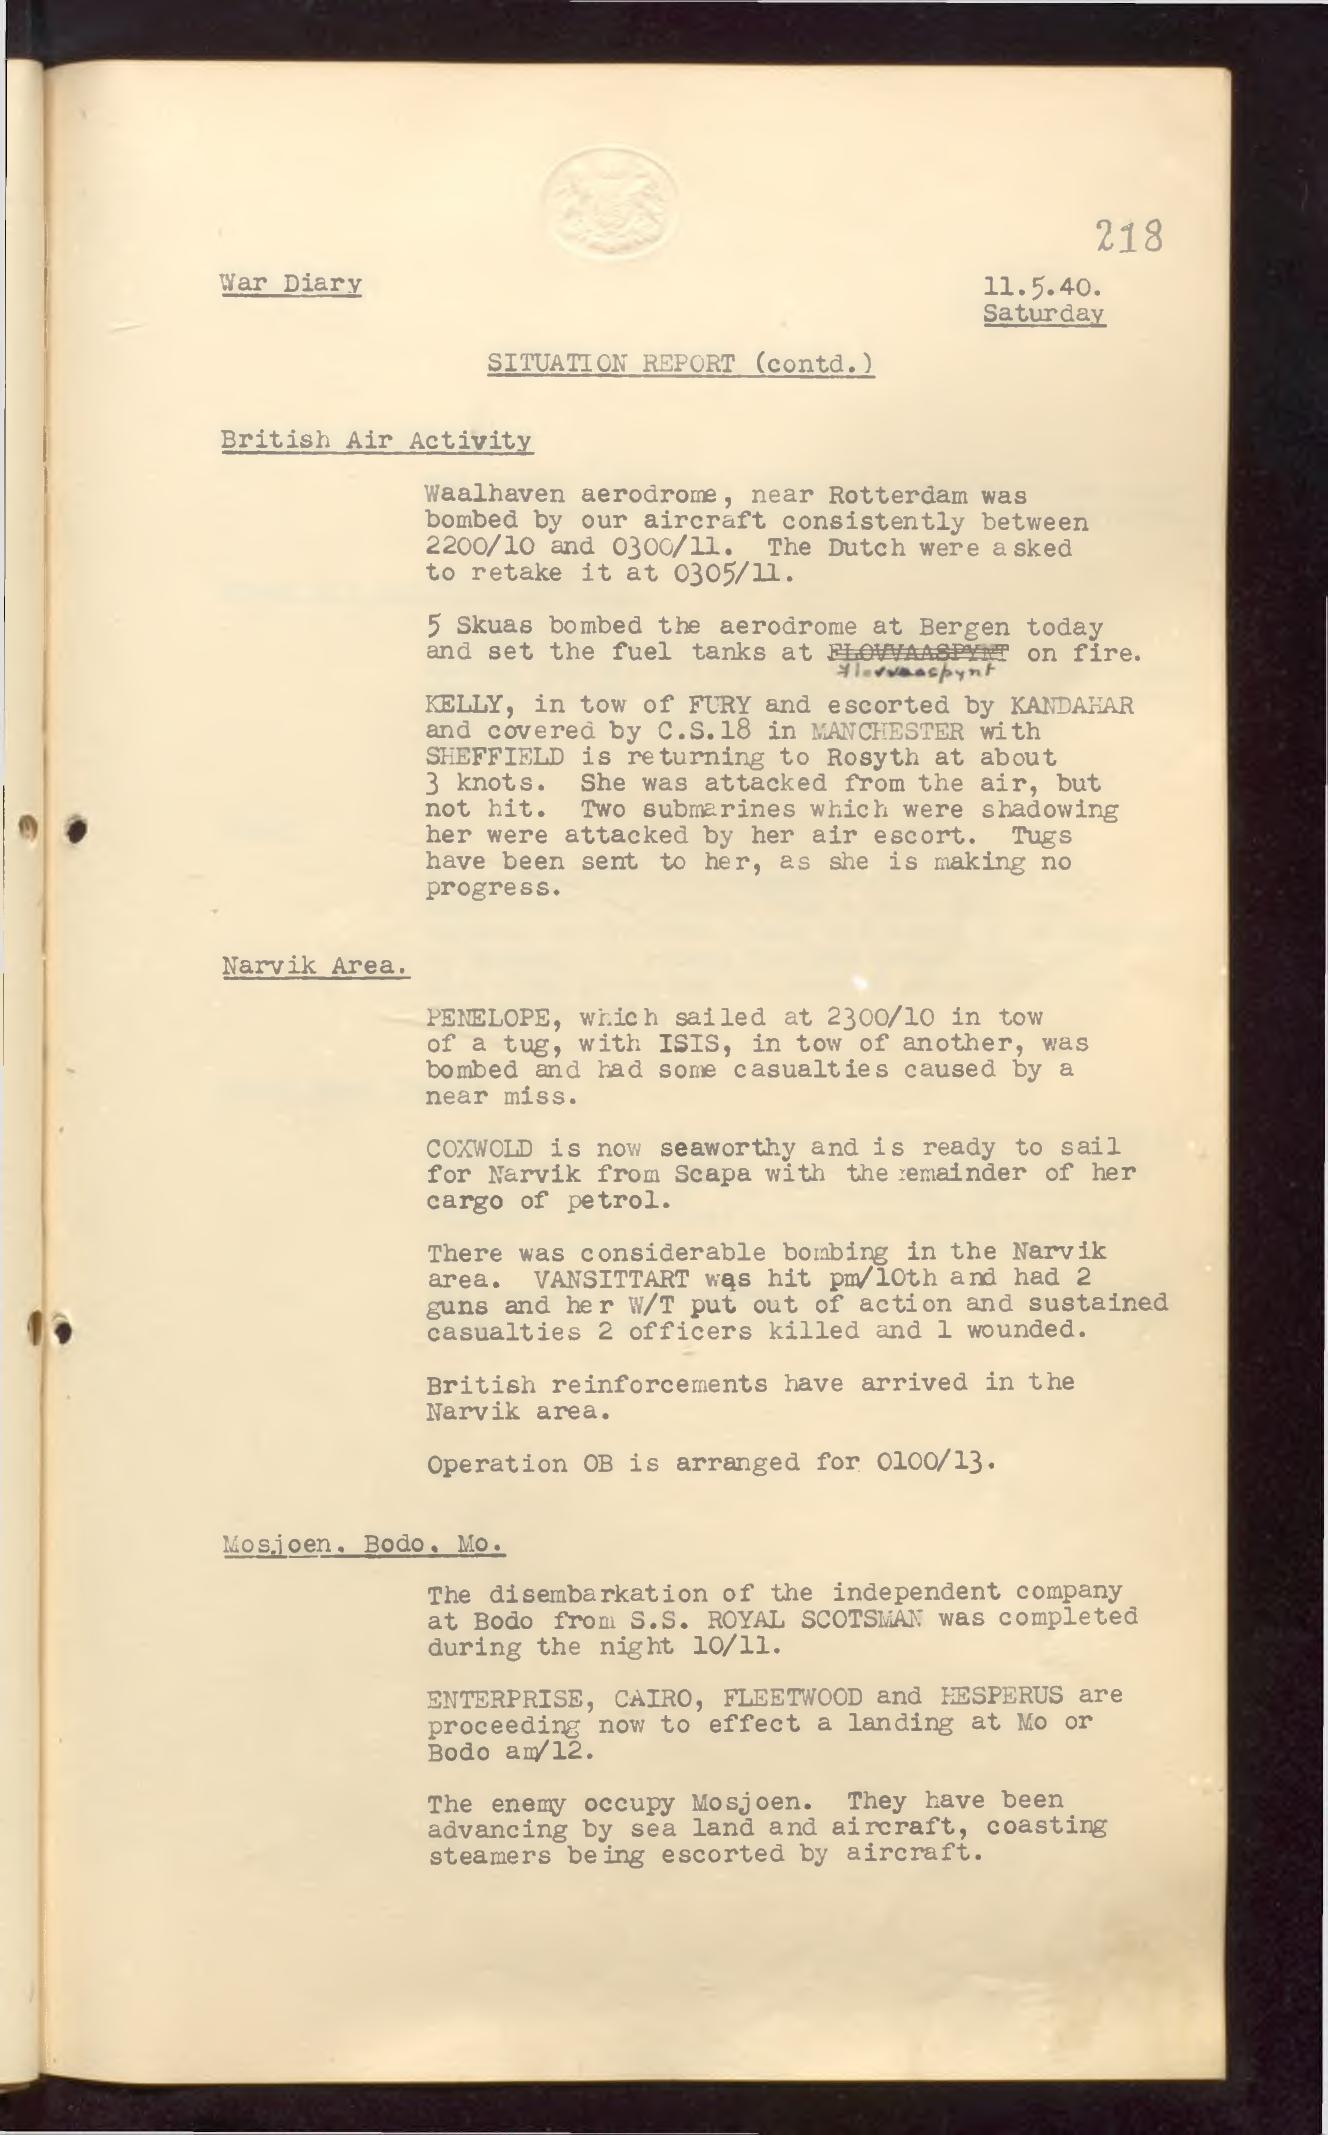 218
War Diary
11.5.40.
Saturday
SITUATION REPORT (contd.)
British Air Activity
Waalhaven aerodrome, near Rotterdam was
bombed by our aircraft consistently between
2200/10 and 0300/11. The Dutch were asked
to retake it at 0305/11.
5 Skuas bombed the aerodrome at Bergen today
and set the fuel tanks at FLOVVAASPYNT on fire.
Flovvaaspynt
KELLY, in tow of FURY and escorted by KANDAHAR
and covered by C.S.18 in MANCHESTER with
SHEFFIELD is returning to Rosyth at about
3 knots. She was attacked from the air, but
not hit. Two submarines which were shadowing
her were attacked by her air escort. Tugs
have been sent to her, as she is making no
progress.
Narvik Area.
PENELOPE, which sailed at 2300/10 in tow
of a tug, with ISIS, in tow of another, was
bombed and had some casualties caused by a
near miss.
COXWOLD is now seaworthy and is ready to sail
for Narvik from Scapa with the remainder of her
cargo of petrol.
There was considerable bombing in the Narvik
area. VANSITTART was hit pm/10th and had 2
guns and her W/T put out of action and sustained
casualties 2 officers killed and 1 wounded.
British reinforcements have arrived in the
Narvik area.
Operation OB is arranged for 0100/13.
Mosjoen. Bodo. Mo.
The disembarkation of the independent company
at Bodo from S.S. ROYAL SCOTSMAN was completed
during the night 10/11.
ENTERPRISE, CAIRO, FLEETWOOD and HESPERUS are
proceeding now to effect a landing at Mo or
Bodo am/12.
The enemy occupy Mosjoen. They have been
advancing by sea land and aircraft, coasting
steamers being escorted by aircraft.